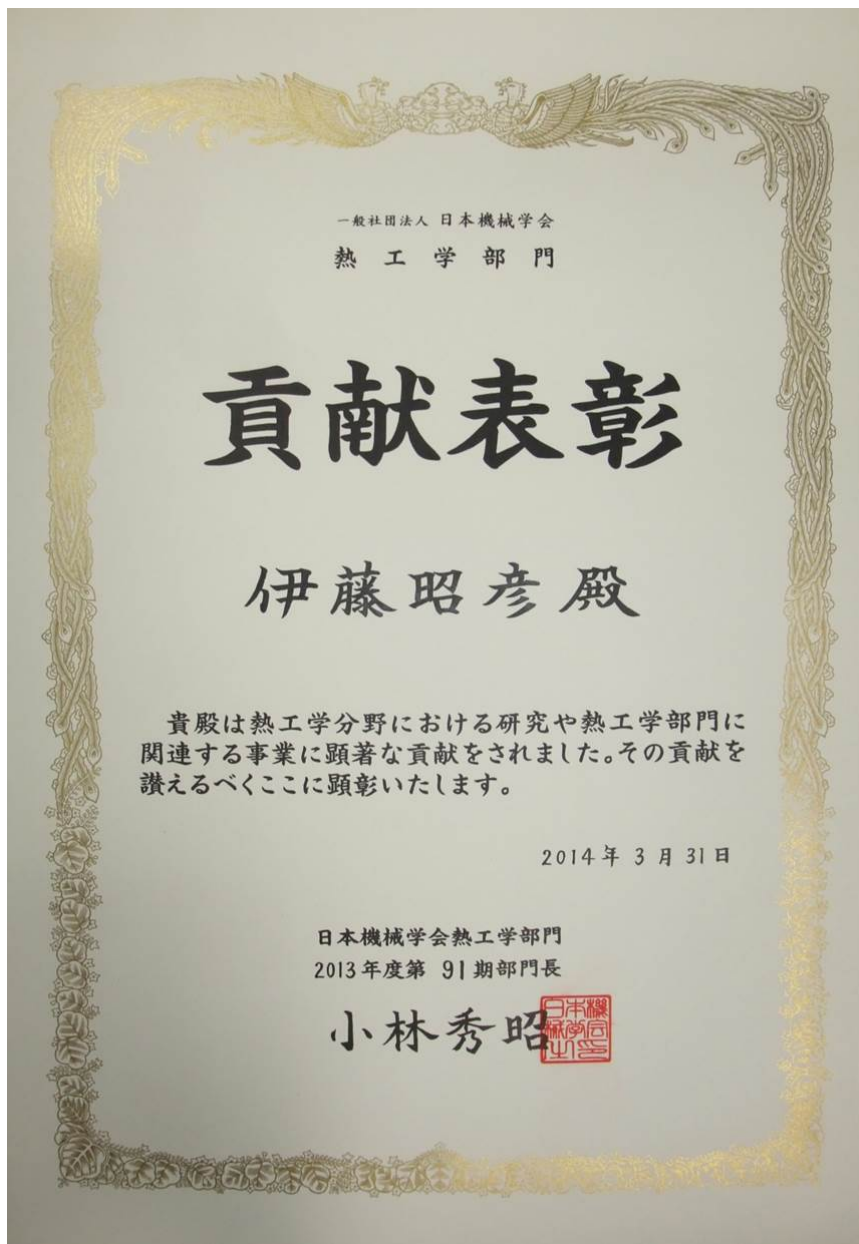 一般社団法人 日本機械学会
熱工学部門
貢献表彰
伊藤昭彦殿
貴殿は熱工学分野における研究や熱工学部門に
関連する事業に顕著な貢献をされました。その貢献を
讃えるべくここに顕彰いたします。
2014年3月31日
日本機械学会熱工学部門
2013年度第 91期部門長
小林秀昭